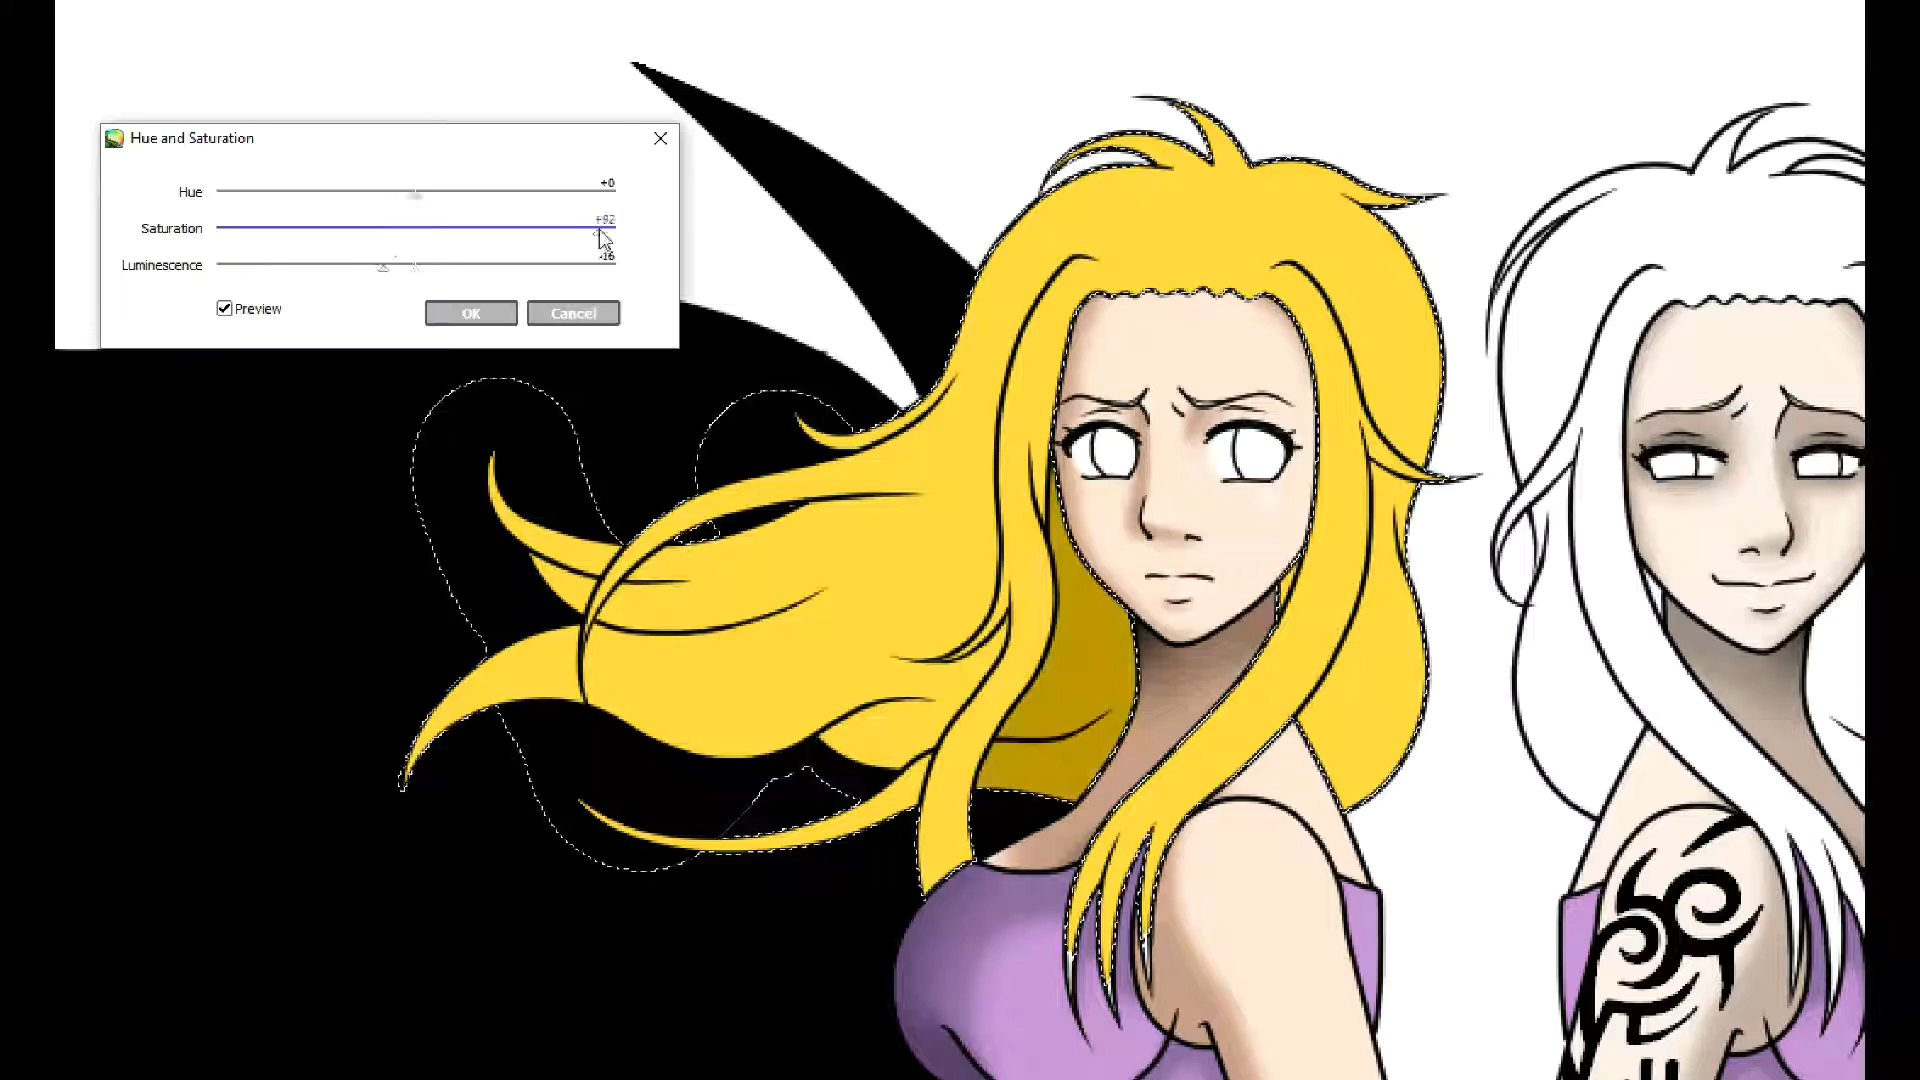 Hue and Saturation
Hue +0
Saturation +92
Luminescence -16
Preview OK Cancel